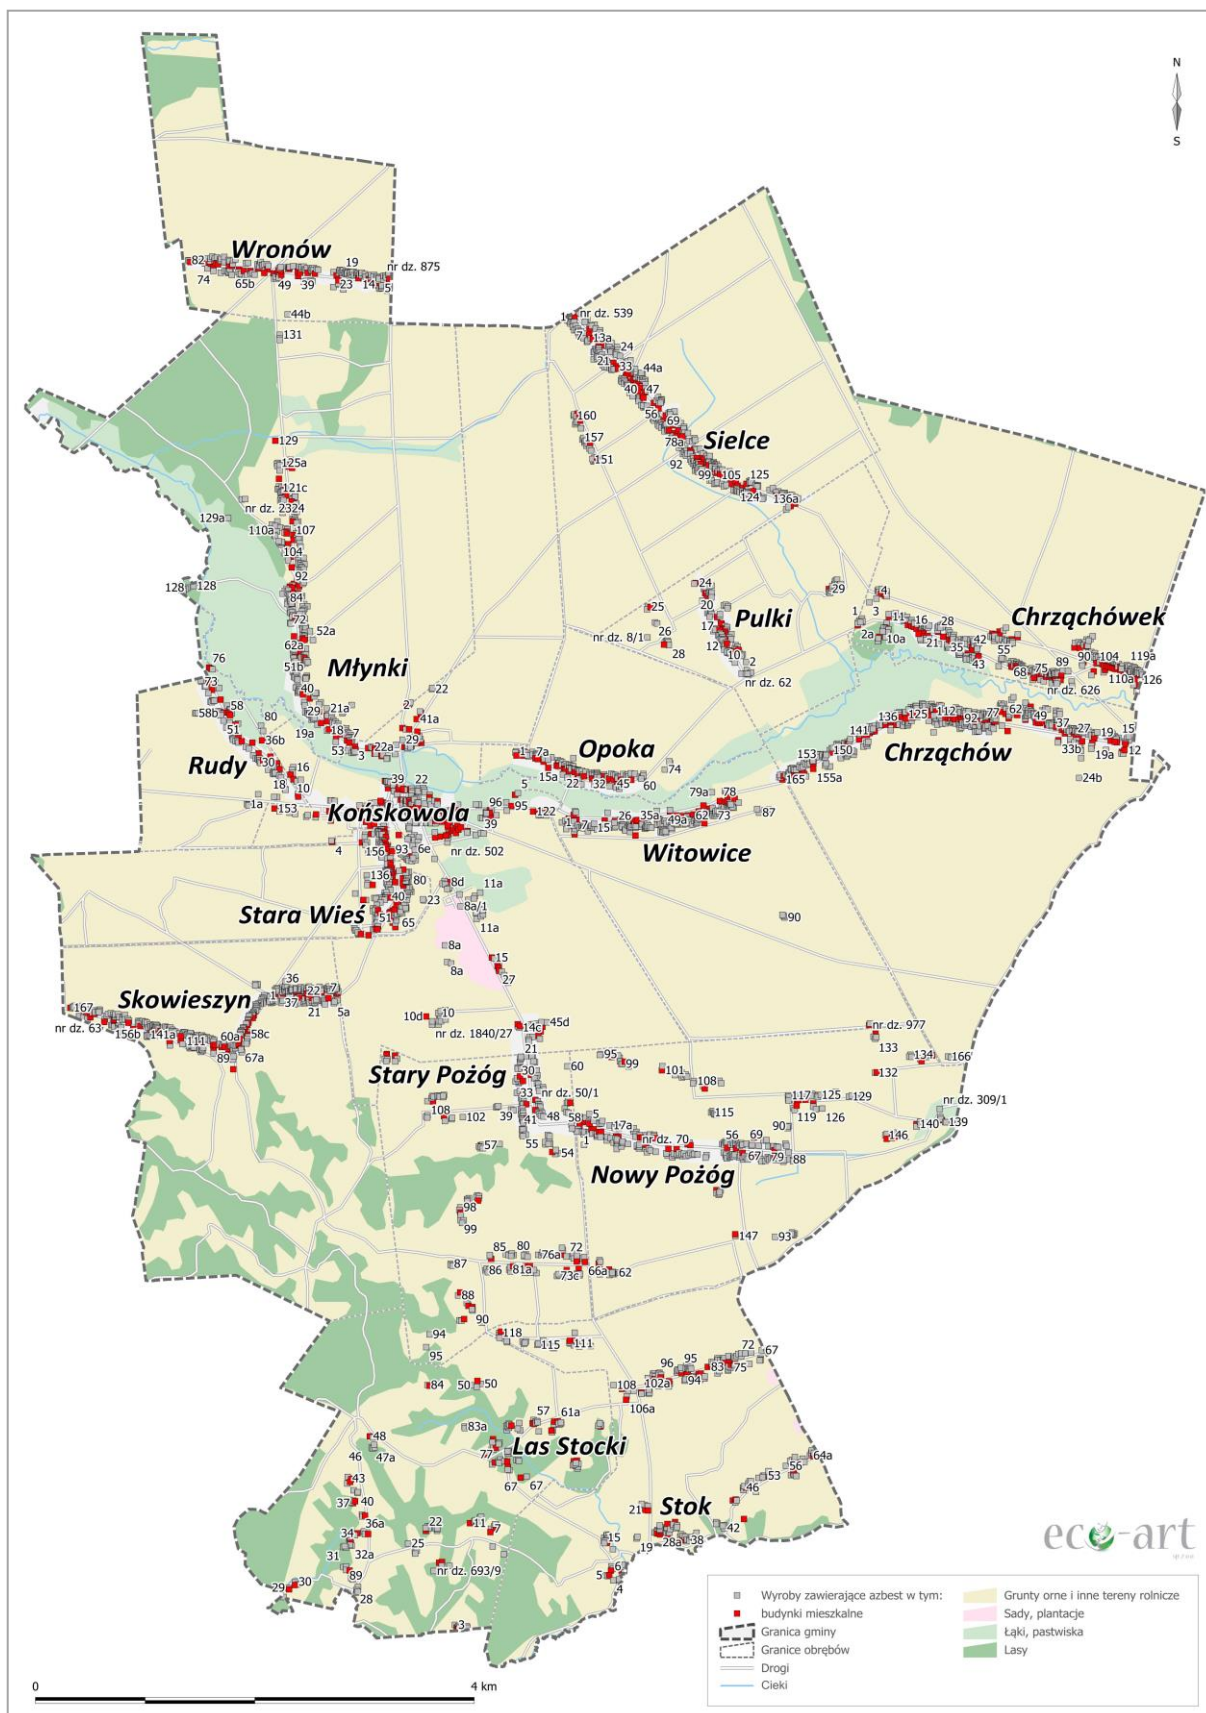 N
S
Wronów
82
19
nr dz. 875
74
65b
49
39
23
14
5
44b
131
1
nr dz. 539
7
13a
24
21
33
44a
40
47
56
69
160
157
78a
Sielce
129
151
92
125a
99
105
125
121c
124
136a
nr dz. 2324
129a
110a
107
104
92
128
128
24
29
4
84
25
20
1
3
11
16
Chrząchówek
72
Pulki
28
52a
17
2a
10a
42
62a
nr dz. 8/1
26
12
21
35
55
90
104
119a
51b
28
10
2
43
76
Młynki
75
89
110a
126
68
73
40
22
nr dz. 62
nr dz. 626
58
29
21a
2
62
58b
41a
136
125
112
92
77
49
51
80
19a
18
7
37
27
15
36b
29
141
33b
19
12
Rudy
30
3
22a
1
7a
Opoka
153
150
Chrząchów
19a
16
15a
74
18
10
39
22
22
32
45
60
165
155a
24b
5
79a
78
1a
153
Końskowola
96
95
122
87
39
1
7
15
26
35a
49a
62
73
4
156
93
6e
nr dz. 502
Witowice
136
80
8d
11a
40
23
8a/1
Stara Wieś
51
65
11a
90
8a
15
8a
27
36
Skowieszyn
1
22
7
167
37
21
5a
10
nr dz. 63
58c
10d
14c
45d
nr dz. 977
156b
141a
60a
nr dz. 1840/27
111
133
89
67a
21
95
134
166
Stary Pożóg
60
99
30
101
132
108
33
nr dz. 50/1
117
125
129
nr dz. 309/1
108
102
39
48
58
5
115
119
126
41
17a
90
140
139
55
1
nr dz. 70
56
69
146
57
54
67
79
88
Nowy Pożóg
98
99
147
93
85
80
76a
72
87
86
81a
73c
66a
62
88
90
94
118
115
111
95
72
67
96
95
83
75
84
50
50
108
102a
94
106a
57
61a
83a
48
Las Stocki
46
47a
77
64a
56
53
43
67
67
46
37
40
21
Stok
36a
22
11
42
34
7
31
32a
25
15
19
28a
38
89
nr dz. 693/9
6
29
30
5
28
4
3
eco-art
Wyroby zawierające azbest w tym:
budynki mieszkalne
Granica gminy
Granice obrębów
Drogi
Cieki
Grunty orne i inne tereny rolnicze
Sady, plantacje
Łąki, pastwiska
Lasy
0
4 km